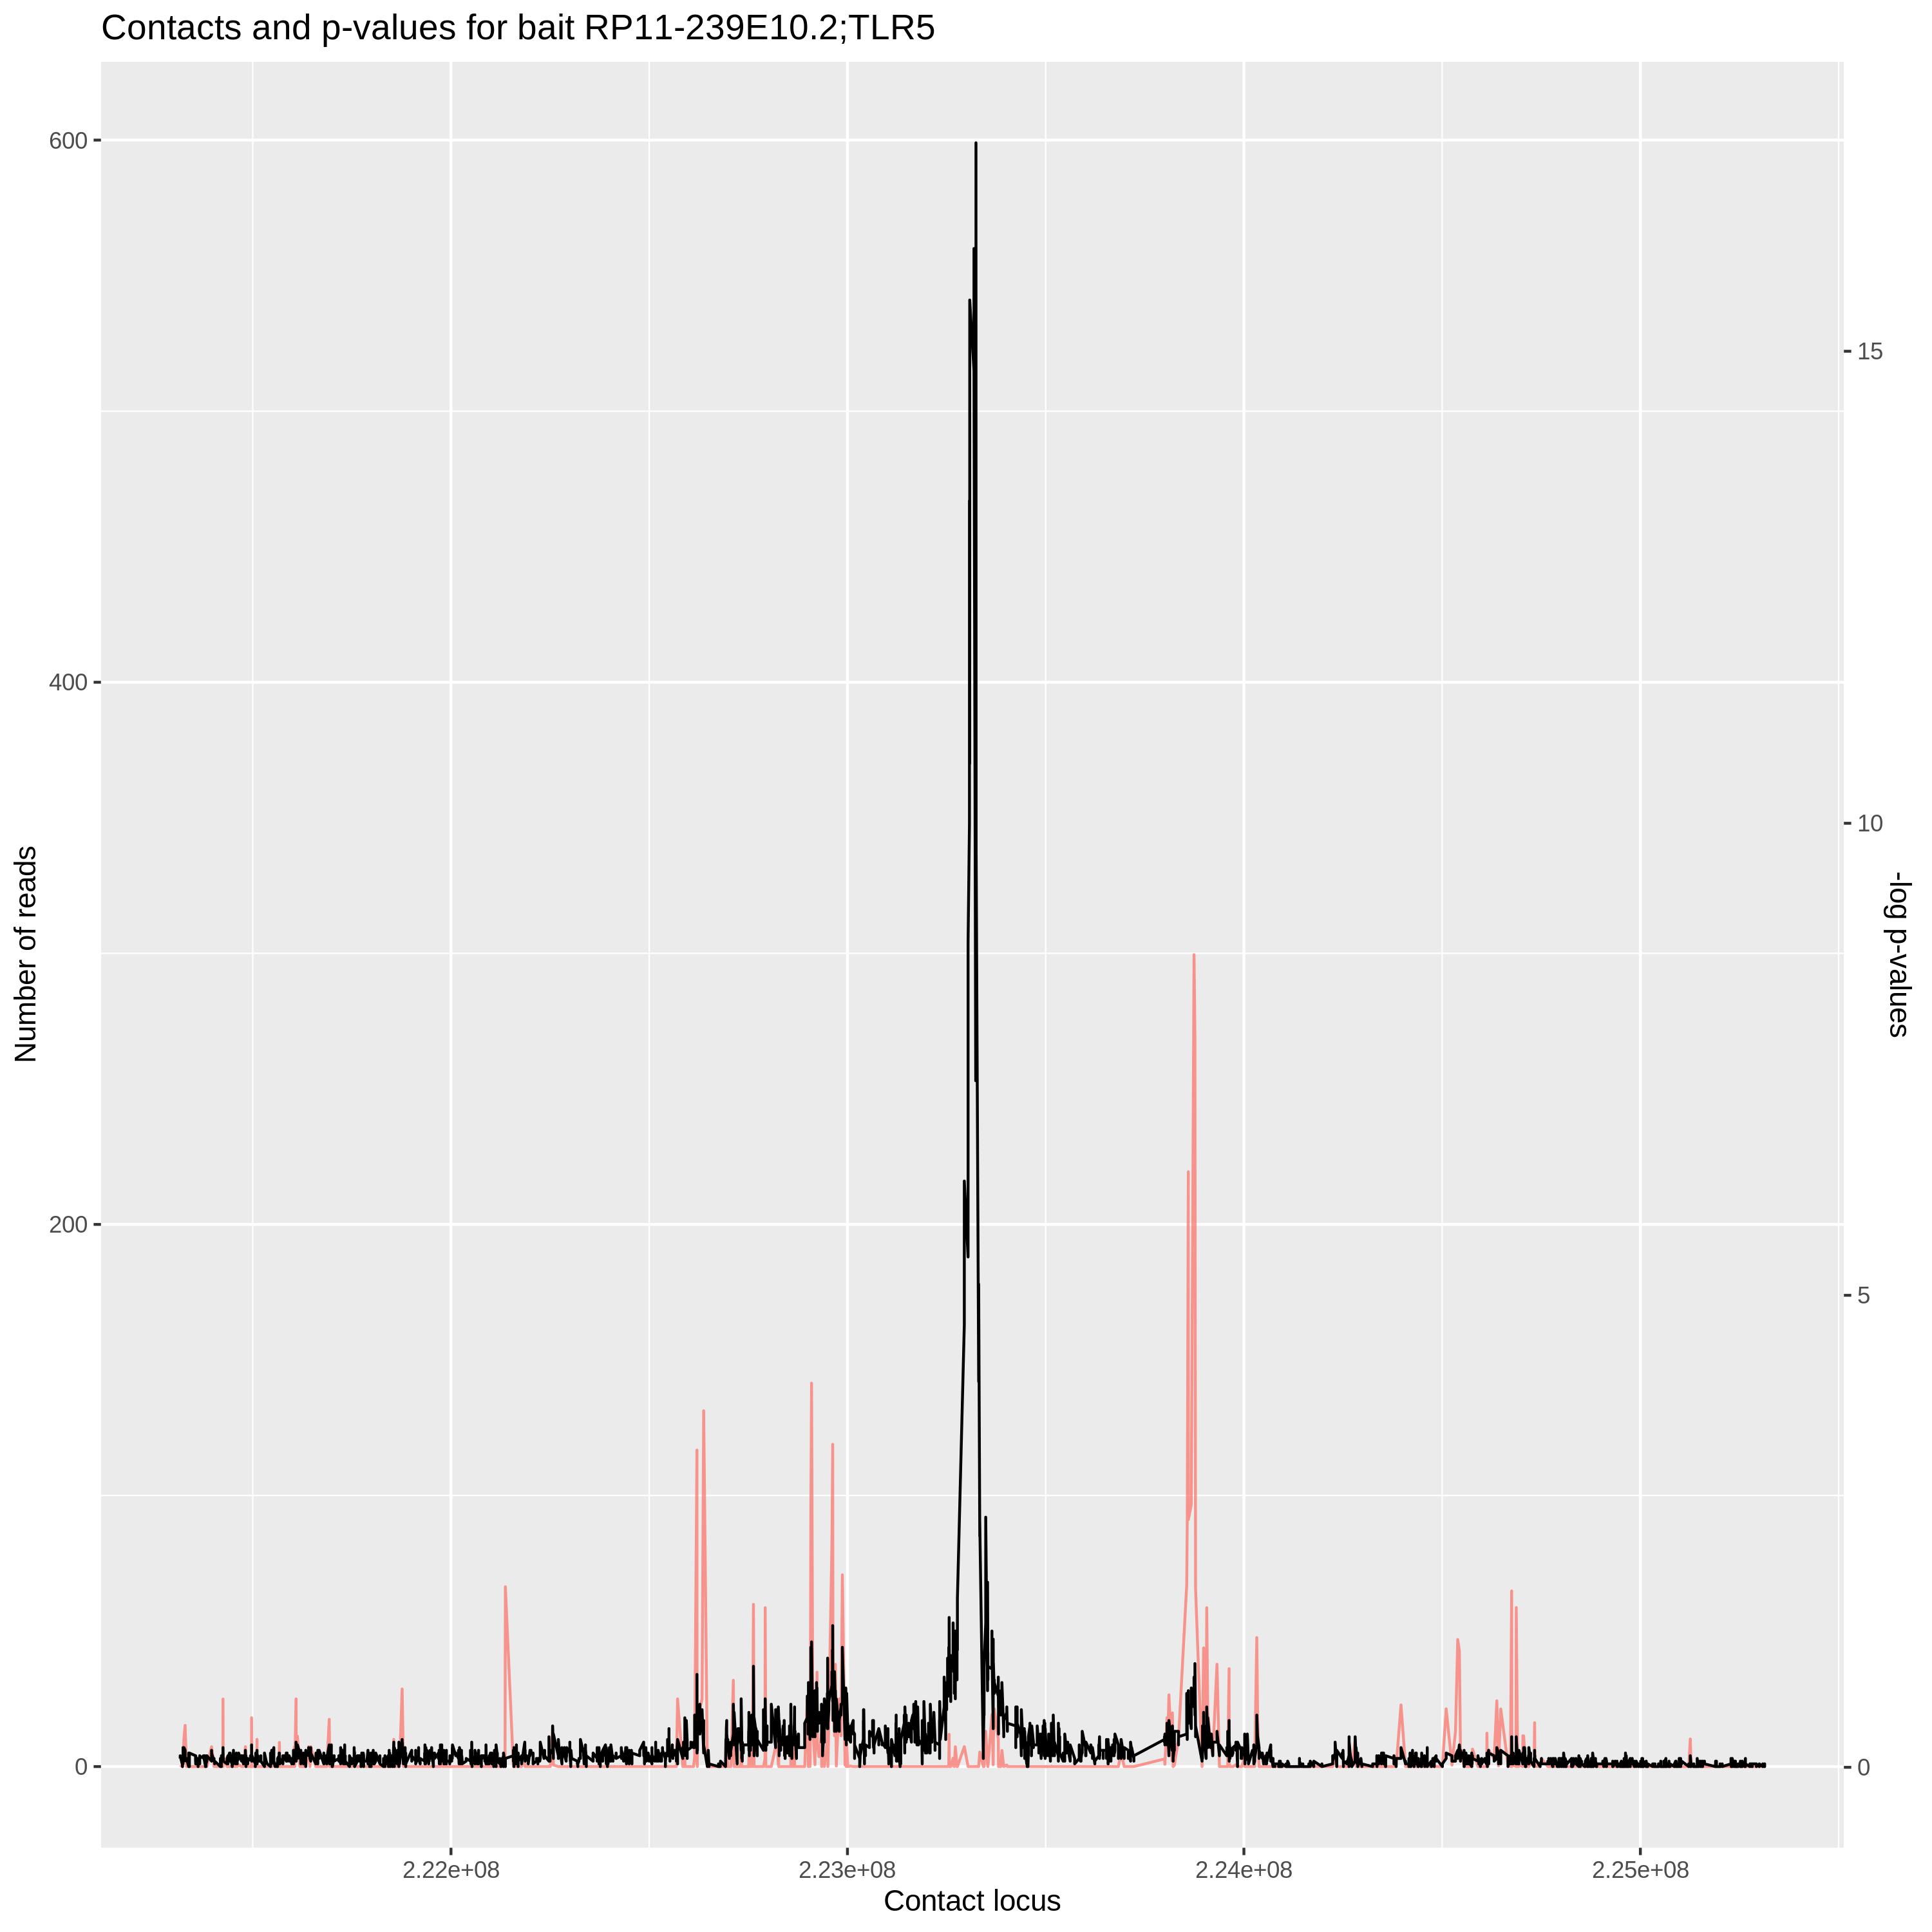 Contacts and p-values for bait RP11-239E10.2;TLR5
600
400
200
0
Number of reads
15
10
5
0
-log p-values
2.22e+08
2.23e+08
2.24e+08
2.25e+08
Contact locus